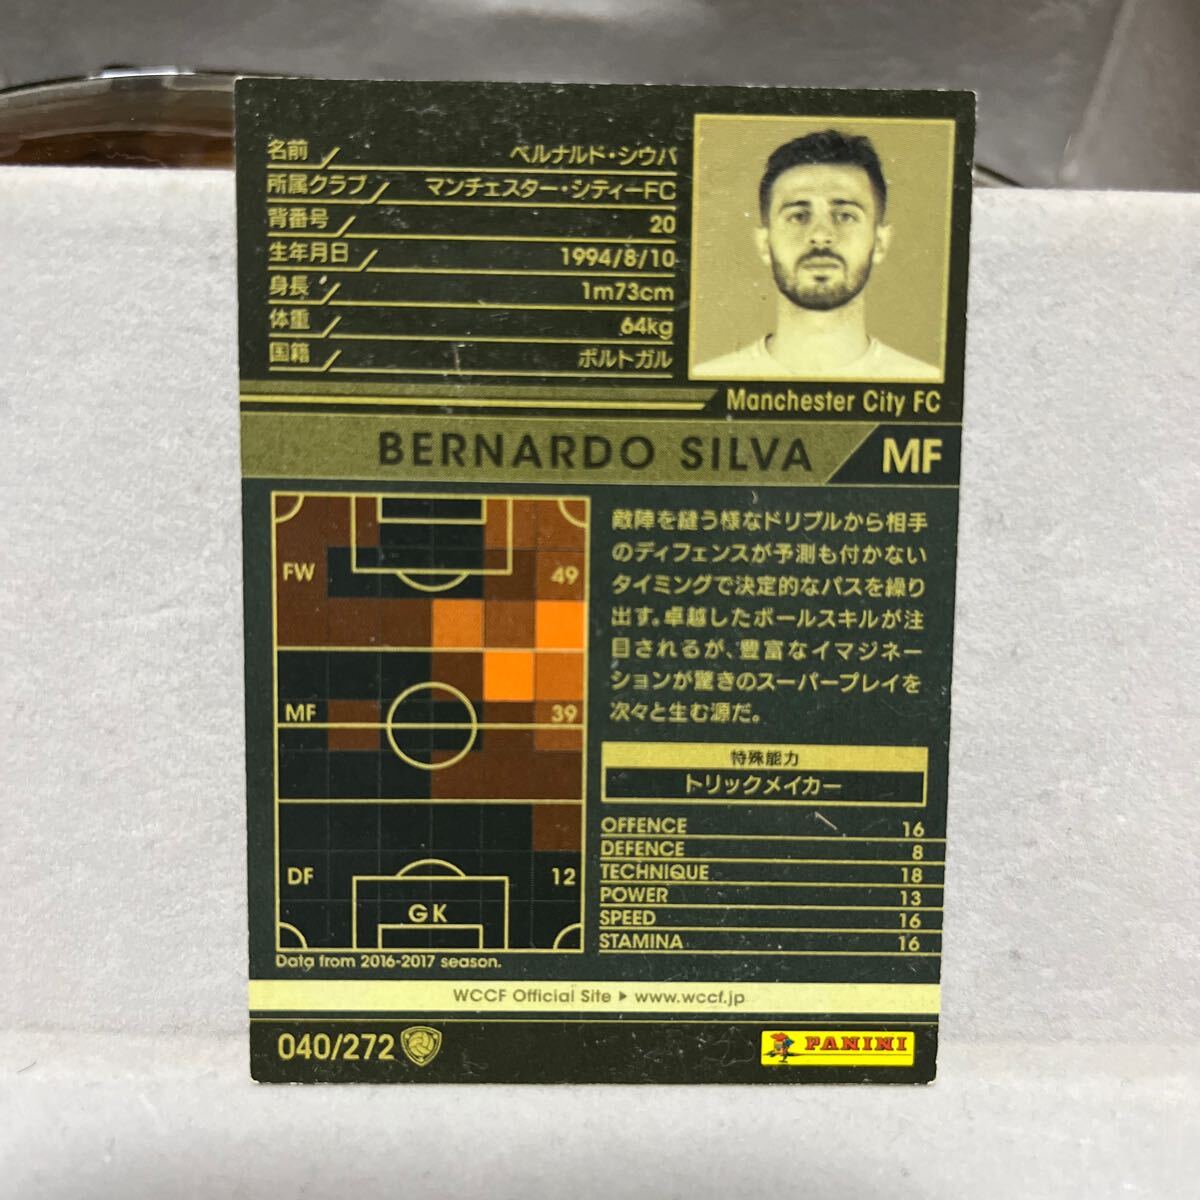 名前 ベルナルド・シウバ
所属クラブ マンチェスター・シティーFC
背番号 20
生年月日 1994/8/10
身長 1m73cm
体重 64kg
国籍 ポルトガル
Manchester City FC
BERNARDO SILVA MF
FW 49
MF 39
DF 12
GK
Data from 2016-2017 season.
敵陣を縫う様なドリブルから相手
のディフェンスが予測も付かない
タイミングで決定的なパスを繰り
出す。卓越したボールスキルが注
目されるが、豊富なイマジネー
ションが驚きのスーパープレイを
次々と生む源だ。
特殊能力
トリックメイカー
OFFENCE 16
DEFENCE 8
TECHNIQUE 18
POWER 13
SPEED 16
STAMINA 16
WCCF Official Site ▶ www.wccf.jp
040/272
PANINI